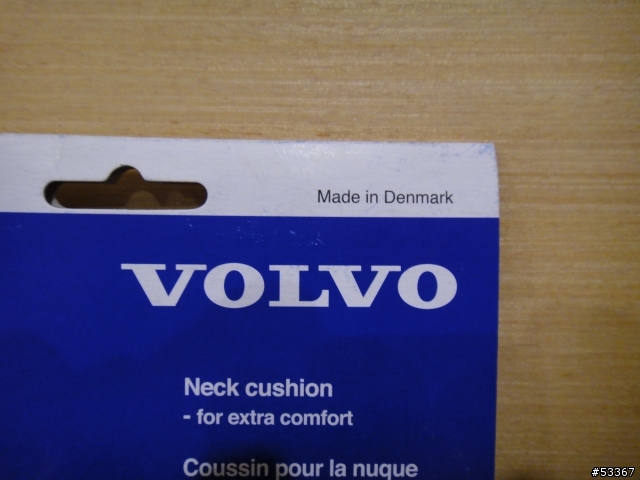 Made in Denmark
VOLVO
Neck cushion
- for extra comfort
Coussin pour la nuque
#53367